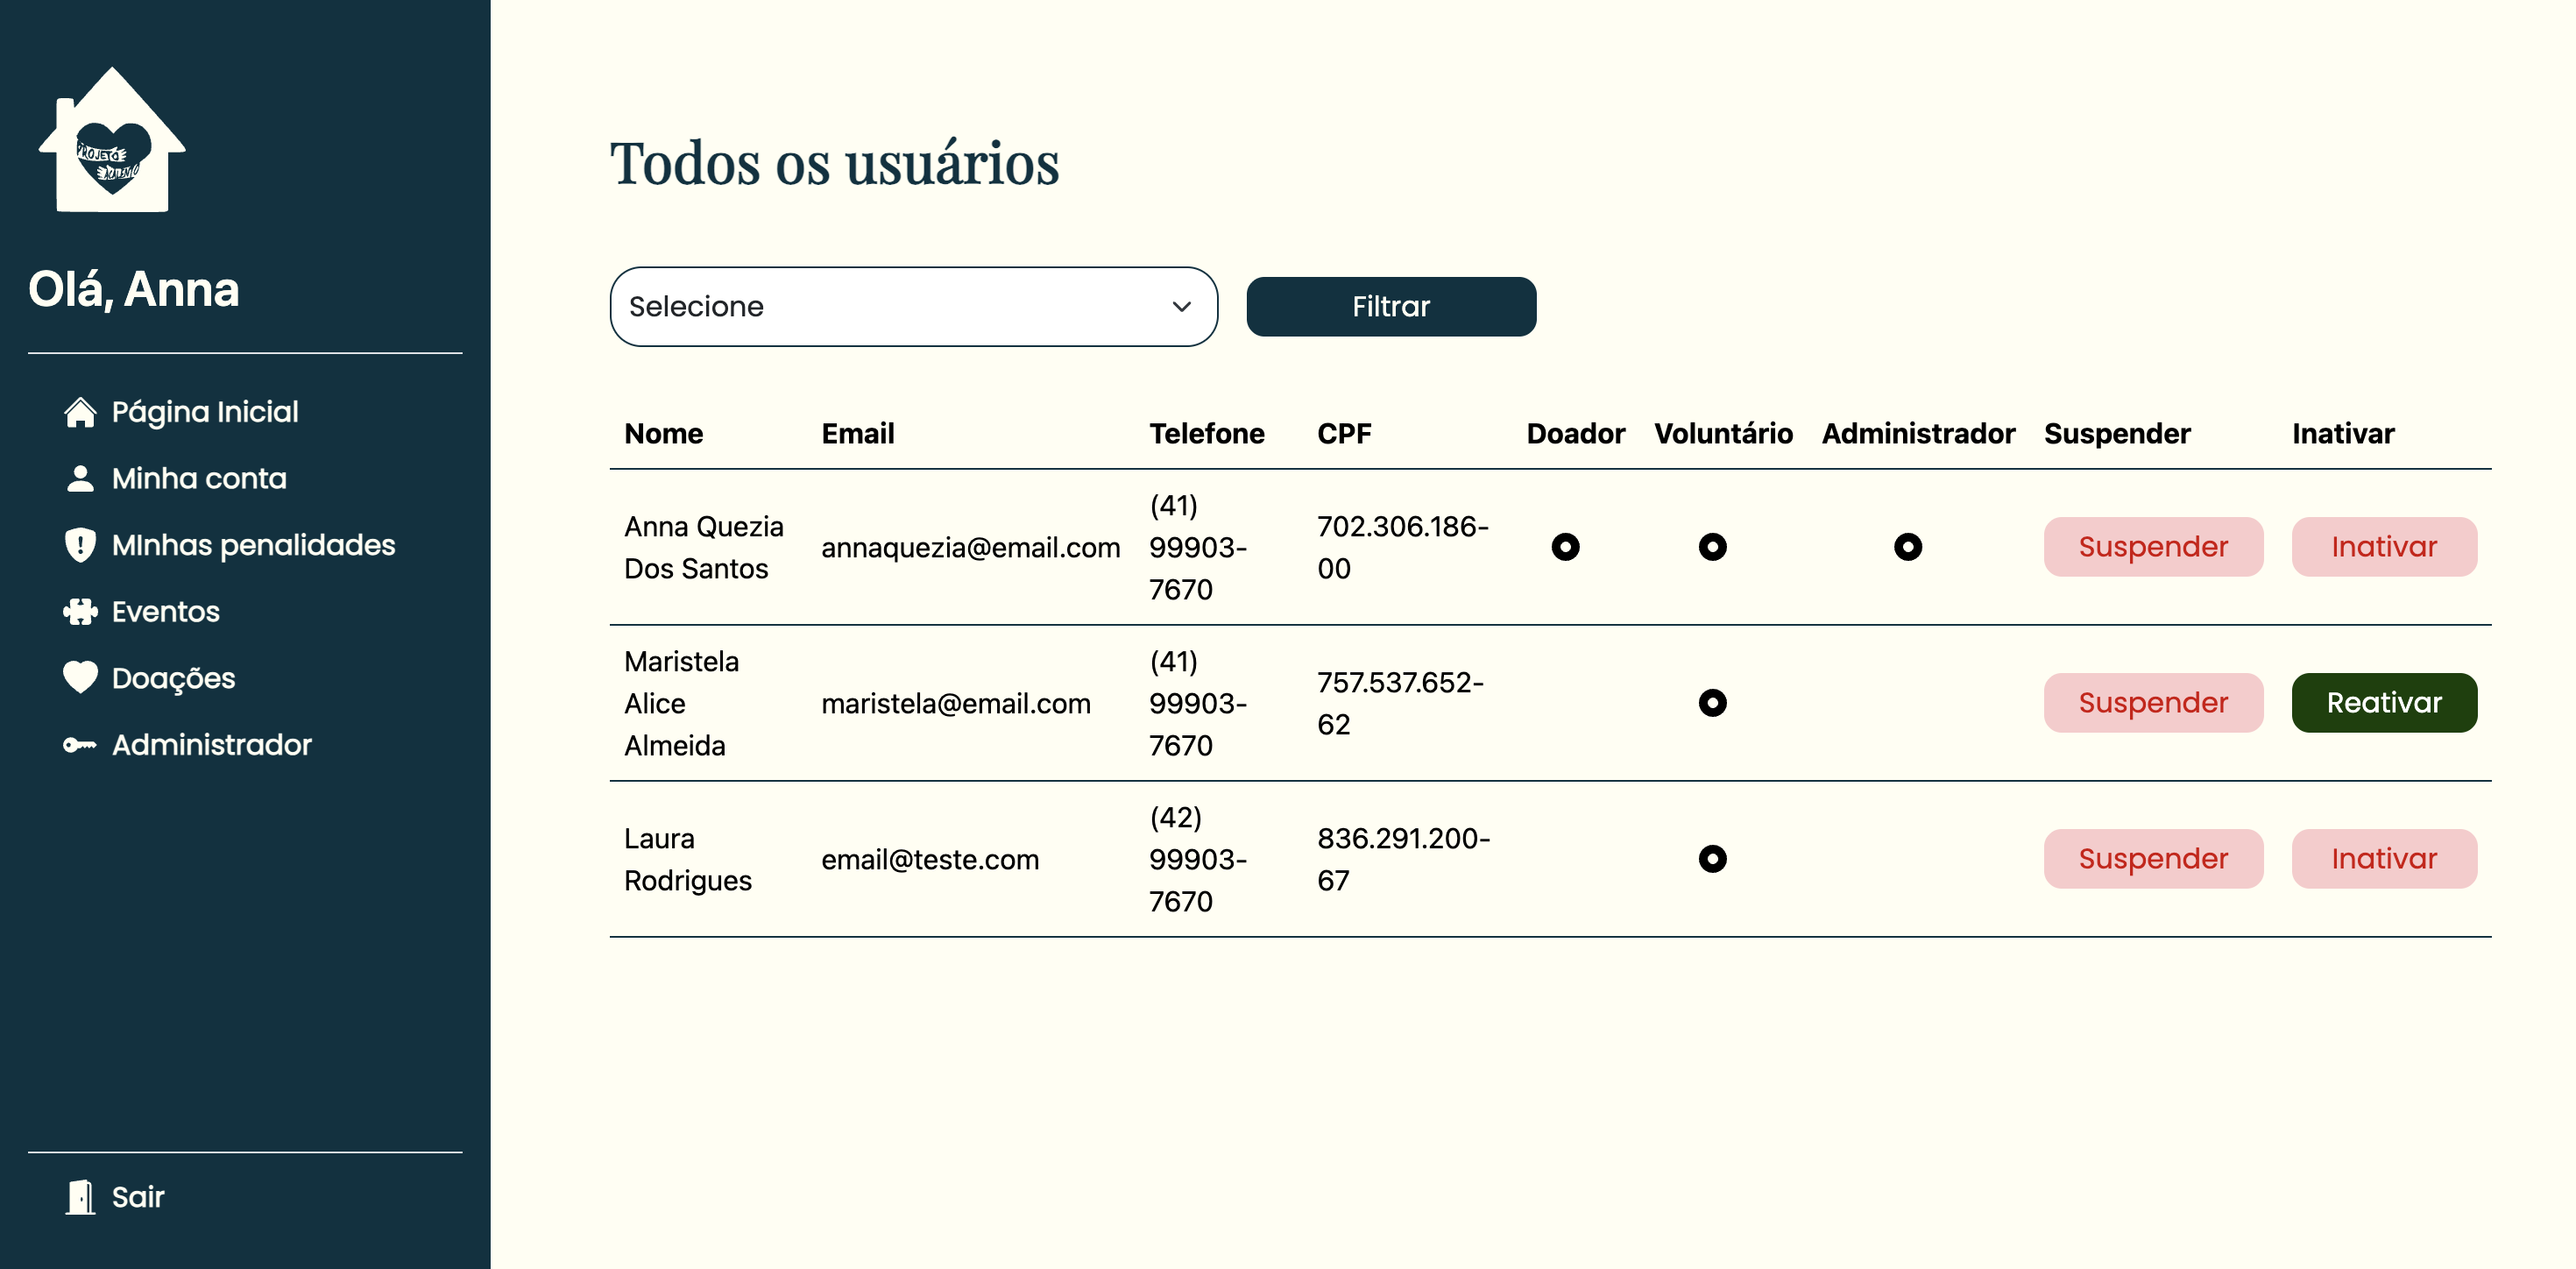 PROJETO
ACALENTO
Olá, Anna
Página Inicial
Minha conta
MInhas penalidades
Eventos
Doações
Administrador
Sair
Todos os usuários
Selecione
Filtrar
Nome Email Telefone CPF Doador Voluntário Administrador Suspender Inativar
Anna Quezia
Dos Santos
annaquezia@email.com
(41)
99903-
7670
702.306.186-
00
Suspender
Inativar
Maristela
Alice
Almeida
maristela@email.com
(41)
99903-
7670
757.537.652-
62
Suspender
Reativar
Laura
Rodrigues
email@teste.com
(42)
99903-
7670
836.291.200-
67
Suspender
Inativar